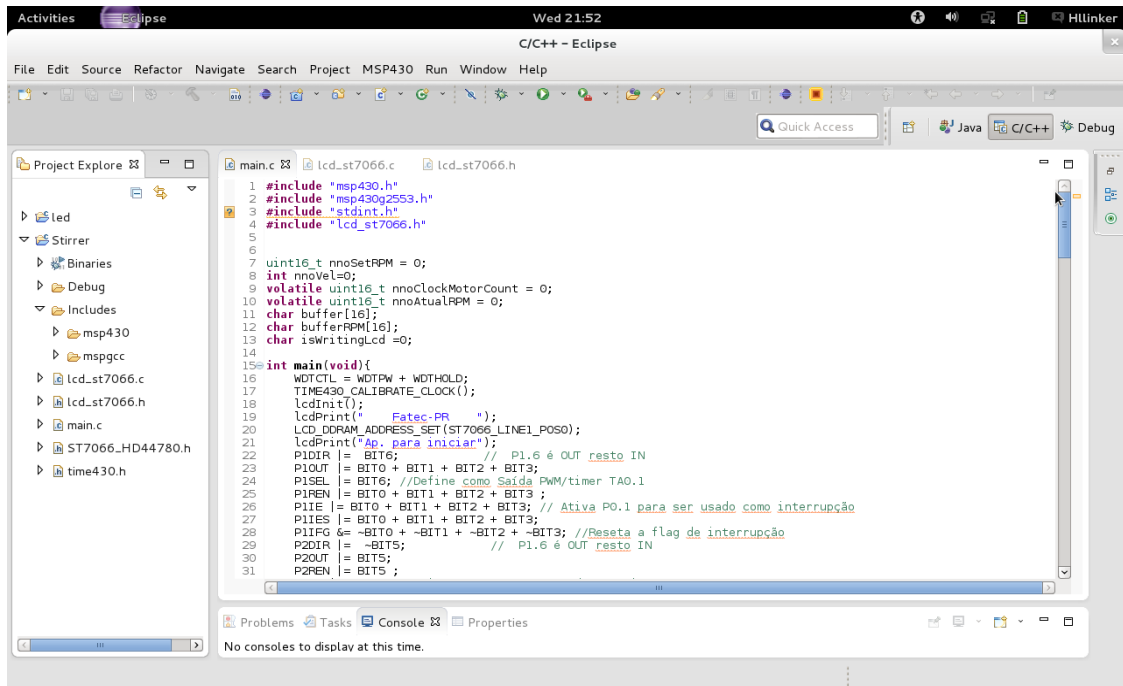 Activities Eclipse Wed 21:52 Hllinker
C/C++ - Eclipse
File Edit Source Refactor Navigate Search Project MSP430 Run Window Help
Quick Access Java C/C++ Debug
Project Explore
main.c lcd_st7066.c lcd_st7066.h
led
Stirrer
Binaries
Debug
Includes
msp430
mspgcc
lcd_st7066.c
lcd_st7066.h
main.c
ST7066_HD44780.h
time430.h
1 #include "msp430.h"
2 #include "msp430g2553.h"
3 #include "stdint.h"
4 #include "lcd_st7066.h"
5
6
7 uint16_t nnoSetRPM = 0;
8 int nnoVel=0;
9 volatile uint16_t nnoClockMotorCount = 0;
10 volatile uint16_t nnoAtualRPM = 0;
11 char buffer[16];
12 char bufferRPM[16];
13 char isWritingLcd =0;
14
15 int main(void){
16 WDTCTL = WDTPW + WDTHOLD;
17 TIME430_CALIBRATE_CLOCK();
18 lcdInit();
19 lcdPrint("    Fatec-PR    ");
20 LCD_DDRAM_ADDRESS_SET(ST7066_LINE1_POS0);
21 lcdPrint("Ap. para iniciar");
22 P1DIR |=  BIT6;             //  P1.6 é OUT resto IN
23 P1OUT |= BIT0 + BIT1 + BIT2 + BIT3;
24 P1SEL |= BIT6; //Define como Saída PWM/timer TA0.1
25 P1REN |= BIT0 + BIT1 + BIT2 + BIT3 ;
26 P1IE |= BIT0 + BIT1 + BIT2 + BIT3; // Ativa P0.1 para ser usado como interrupção
27 P1IES |= BIT0 + BIT1 + BIT2 + BIT3;
28 P1IFG &= ~BIT0 + ~BIT1 + ~BIT2 + ~BIT3; //Reseta a flag de interrupção
29 P2DIR |=  ~BIT5;             //  P1.6 é OUT resto IN
30 P2OUT |= BIT5;
31 P2REN |= BIT5 ;
Problems Tasks Console Properties
No consoles to display at this time.